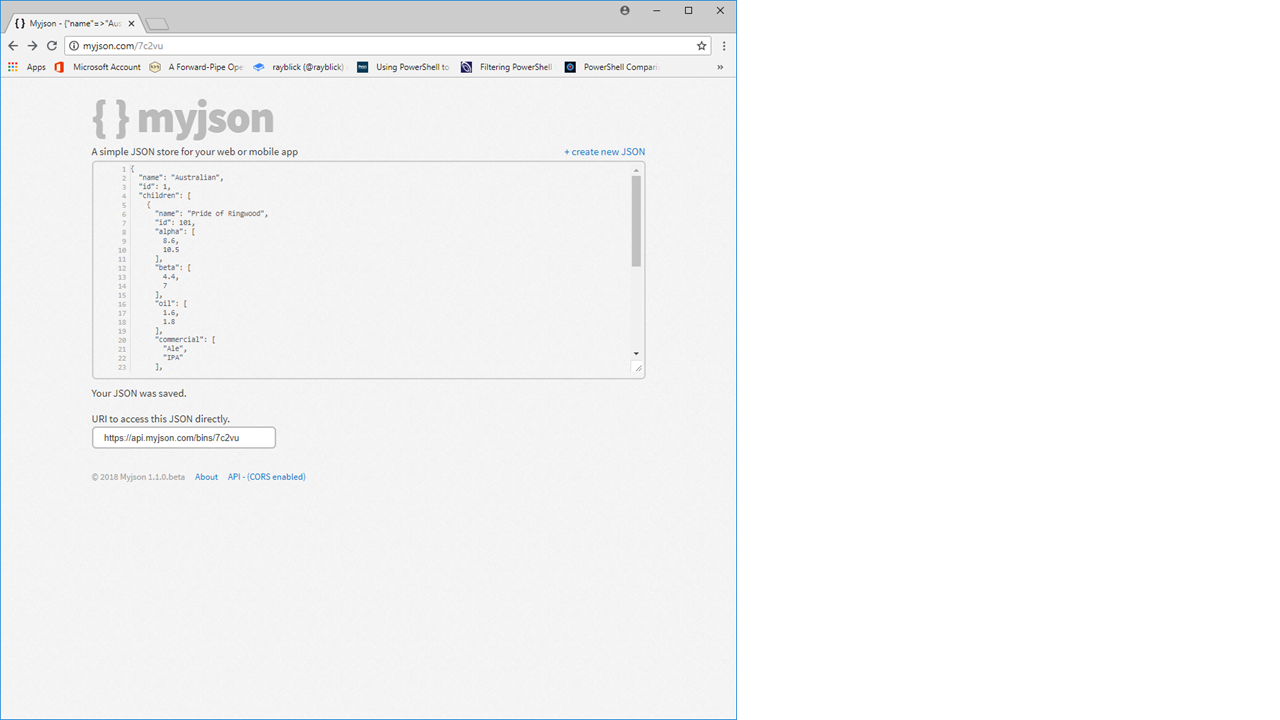 { } Myjson - {"name"=>"Aus
myjson.com/7c2vu
Apps Microsoft Account A Forward-Pipe Ope rayblick (@rayblick) Using PowerShell to Filtering PowerShell PowerShell Compari »
{ } myjson
A simple JSON store for your web or mobile app + create new JSON
1 {
2 "name": "Australian",
3 "id": 1,
4 "children": [
5 {
6 "name": "Pride of Ringwood",
7 "id": 101,
8 "alpha": [
9 8.6,
10 10.5
11 ],
12 "beta": [
13 4.4,
14 7
15 ],
16 "oil": [
17 1.6,
18 1.8
19 ],
20 "commercial": [
21 "Ale",
22 "IPA"
23 ],
Your JSON was saved.
URI to access this JSON directly.
https://api.myjson.com/bins/7c2vu
© 2018 Myjson 1.1.0.beta About API - (CORS enabled)